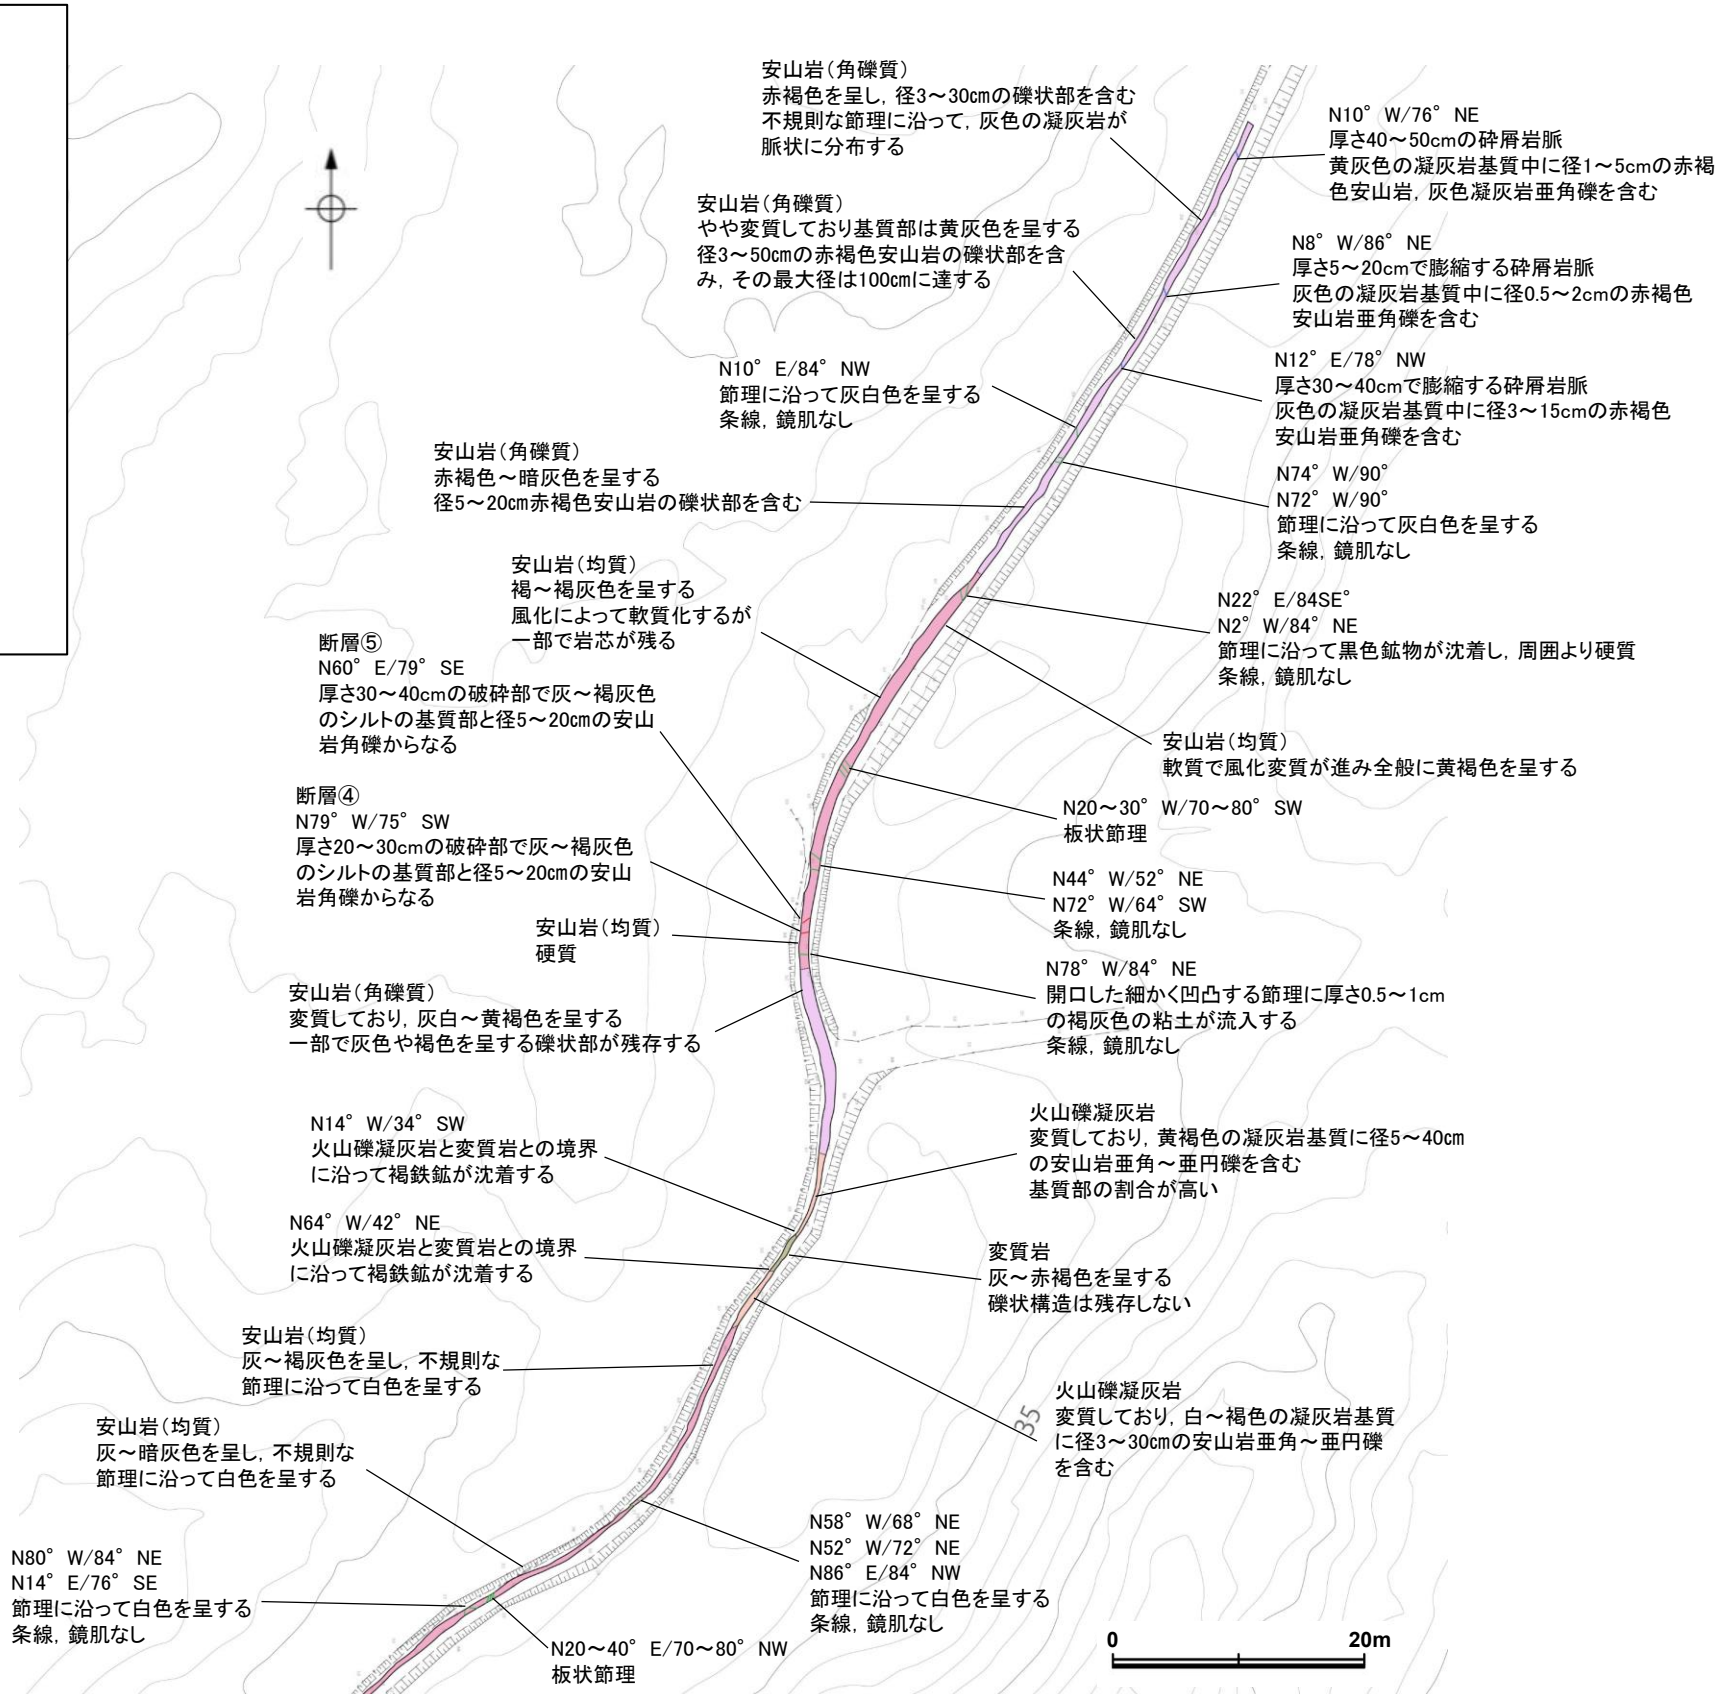 安山岩（角礫質）
赤褐色を呈し，径3～30㎝の礫状部を含む
不規則な節理に沿って，灰色の凝灰岩が
脈状に分布する
N10° W/76° NE
厚さ40～50cmの砕屑岩脈
黄灰色の凝灰岩基質中に径1～5cmの赤褐
色安山岩，灰色凝灰岩亜角礫を含む
安山岩（角礫質）
やや変質しており基質部は黄灰色を呈する
径3～50㎝の赤褐色安山岩の礫状部を含
み，その最大径は100㎝に達する
N8° W/86° NE
厚さ5～20cmで膨縮する砕屑岩脈
灰色の凝灰岩基質中に径0.5～2cmの赤褐色
安山岩亜角礫を含む
N10° E/84° NW
節理に沿って灰白色を呈する
条線，鏡肌なし
N12° E/78° NW
厚さ30～40cmで膨縮する砕屑岩脈
灰色の凝灰岩基質中に径3～15cmの赤褐色
安山岩亜角礫を含む
安山岩（角礫質）
赤褐色～暗灰色を呈する
径5～20㎝赤褐色安山岩の礫状部を含む
N74° W/90°
N72° W/90°
節理に沿って灰白色を呈する
条線，鏡肌なし
安山岩（均質）
褐～褐灰色を呈する
風化によって軟質化するが
一部で岩芯が残る
N22° E/84SE°
N2° W/84° NE
節理に沿って黒色鉱物が沈着し，周囲より硬質
条線，鏡肌なし
断層⑤
N60° E/79° SE
厚さ30～40cmの破砕部で灰～褐灰色
のシルトの基質部と径5～20㎝の安山
岩角礫からなる
安山岩（均質）
軟質で風化変質が進み全般に黄褐色を呈する
断層④
N79° W/75° SW
厚さ20～30cmの破砕部で灰～褐灰色
のシルトの基質部と径5～20㎝の安山
岩角礫からなる
N20～30° W/70～80° SW
板状節理
N44° W/52° NE
N72° W/64° SW
条線，鏡肌なし
安山岩（均質）
硬質
N78° W/84° NE
開口した細かく凹凸する節理に厚さ0.5～1cm
の褐灰色の粘土が流入する
条線，鏡肌なし
安山岩（角礫質）
変質しており，灰白～黄褐色を呈する
一部で灰色や褐色を呈する礫状部が残存する
N14° W/34° SW
火山礫凝灰岩と変質岩との境界
に沿って褐鉄鉱が沈着する
火山礫凝灰岩
変質しており，黄褐色の凝灰岩基質に径5～40㎝
の安山岩亜角～亜円礫を含む
基質部の割合が高い
N64° W/42° NE
火山礫凝灰岩と変質岩との境界
に沿って褐鉄鉱が沈着する
変質岩
灰～赤褐色を呈する
礫状構造は残存しない
安山岩（均質）
灰～褐灰色を呈し，不規則な
節理に沿って白色を呈する
火山礫凝灰岩
変質しており，白～褐色の凝灰岩基質
に径3～30㎝の安山岩亜角～亜円礫
を含む
35
安山岩（均質）
灰～暗灰色を呈し，不規則な
節理に沿って白色を呈する
N58° W/68° NE
N52° W/72° NE
N86° E/84° NW
節理に沿って白色を呈する
条線，鏡肌なし
N80° W/84° NE
N14° E/76° SE
節理に沿って白色を呈する
条線，鏡肌なし
N20～40° E/70～80° NW
板状節理
0 20m